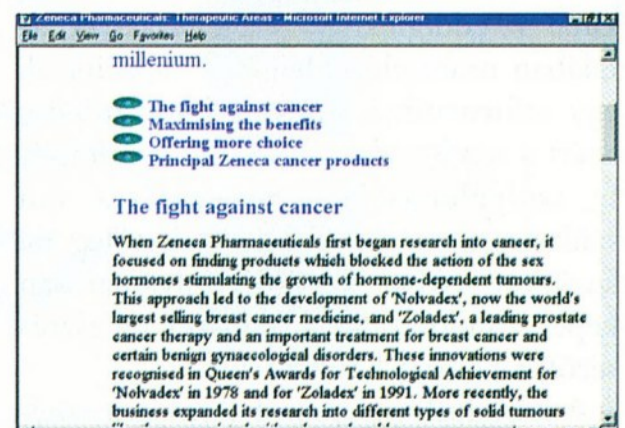 Zeneca Pharmaceuticals: Therapeutic Areas - Microsoft Internet Explorer
File Edit View Go Favorites Help
millenium.
The fight against cancer
Maximising the benefits
Offering more choice
Principal Zeneca cancer products
The fight against cancer
When Zeneca Pharmaceuticals first began research into cancer, it
focused on finding products which blocked the action of the sex
hormones stimulating the growth of hormone-dependent tumours.
This approach led to the development of 'Nolvadex', now the world's
largest selling breast cancer medicine, and 'Zoladex', a leading prostate
cancer therapy and an important treatment for breast cancer and
certain benign gynaecological disorders. These innovations were
recognised in Queen's Awards for Technological Achievement for
'Nolvadex' in 1978 and for 'Zoladex' in 1991. More recently, the
business expanded its research into different types of solid tumours